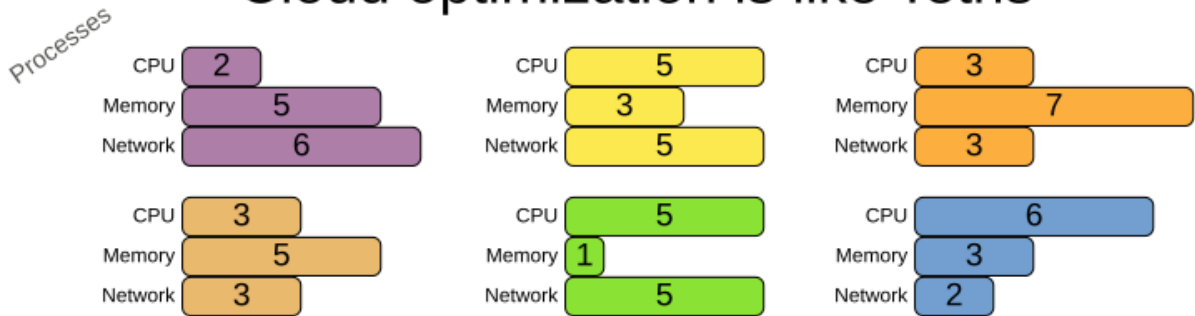 Processes
CPU 2
Memory 5
Network 6
CPU 5
Memory 3
Network 5
CPU 3
Memory 7
Network 3
CPU 3
Memory 5
Network 3
CPU 5
Memory 1
Network 5
CPU 6
Memory 3
Network 2